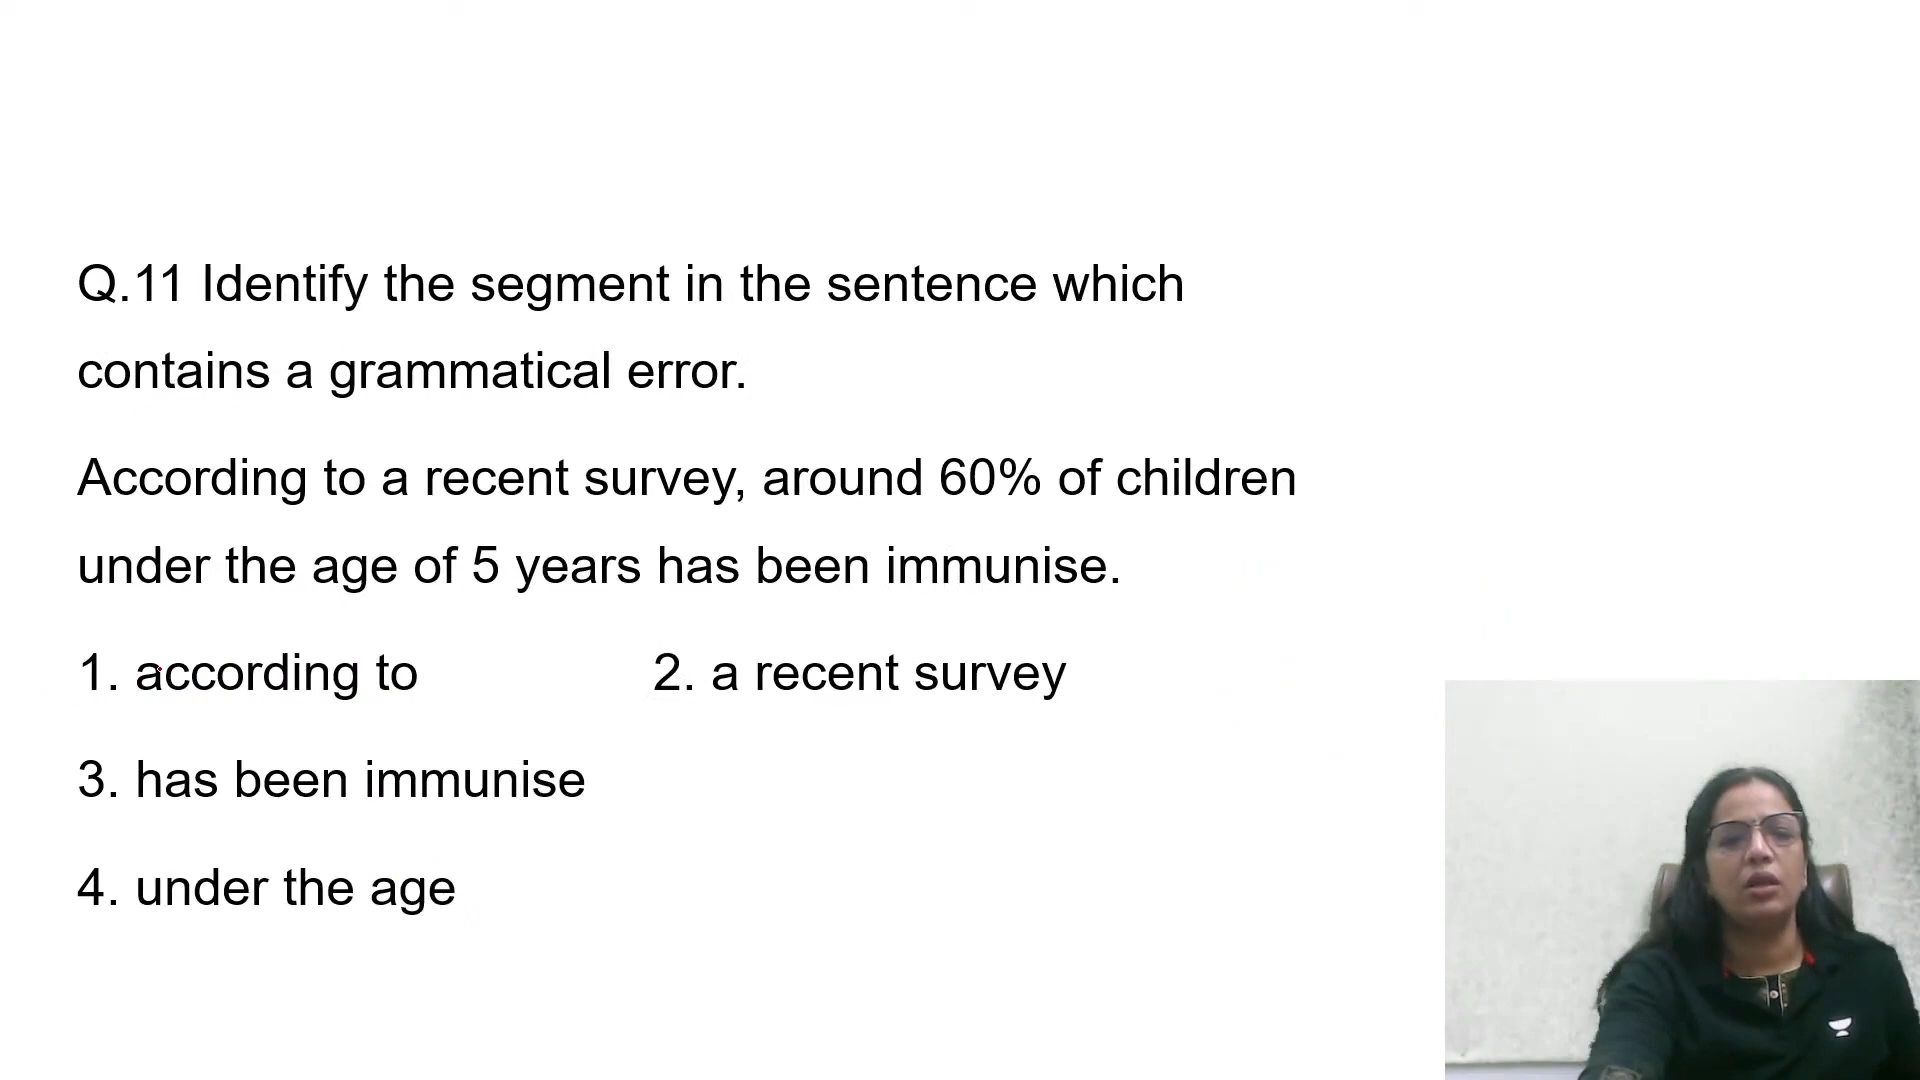 Q.11 Identify the segment in the sentence which
contains a grammatical error.
According to a recent survey, around 60% of children
under the age of 5 years has been immunise.
1. according to 2. a recent survey
3. has been immunise
4. under the age